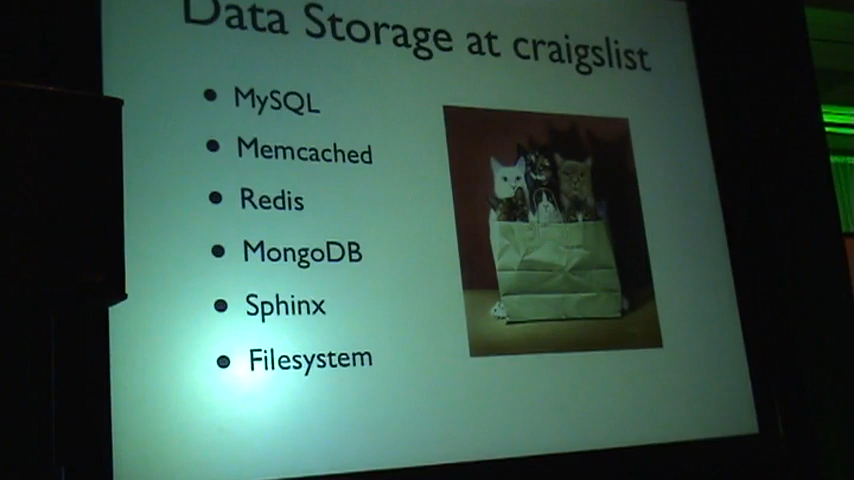 Data Storage at craigslist
MySQL
Memcached
Redis
MongoDB
Sphinx
Filesystem